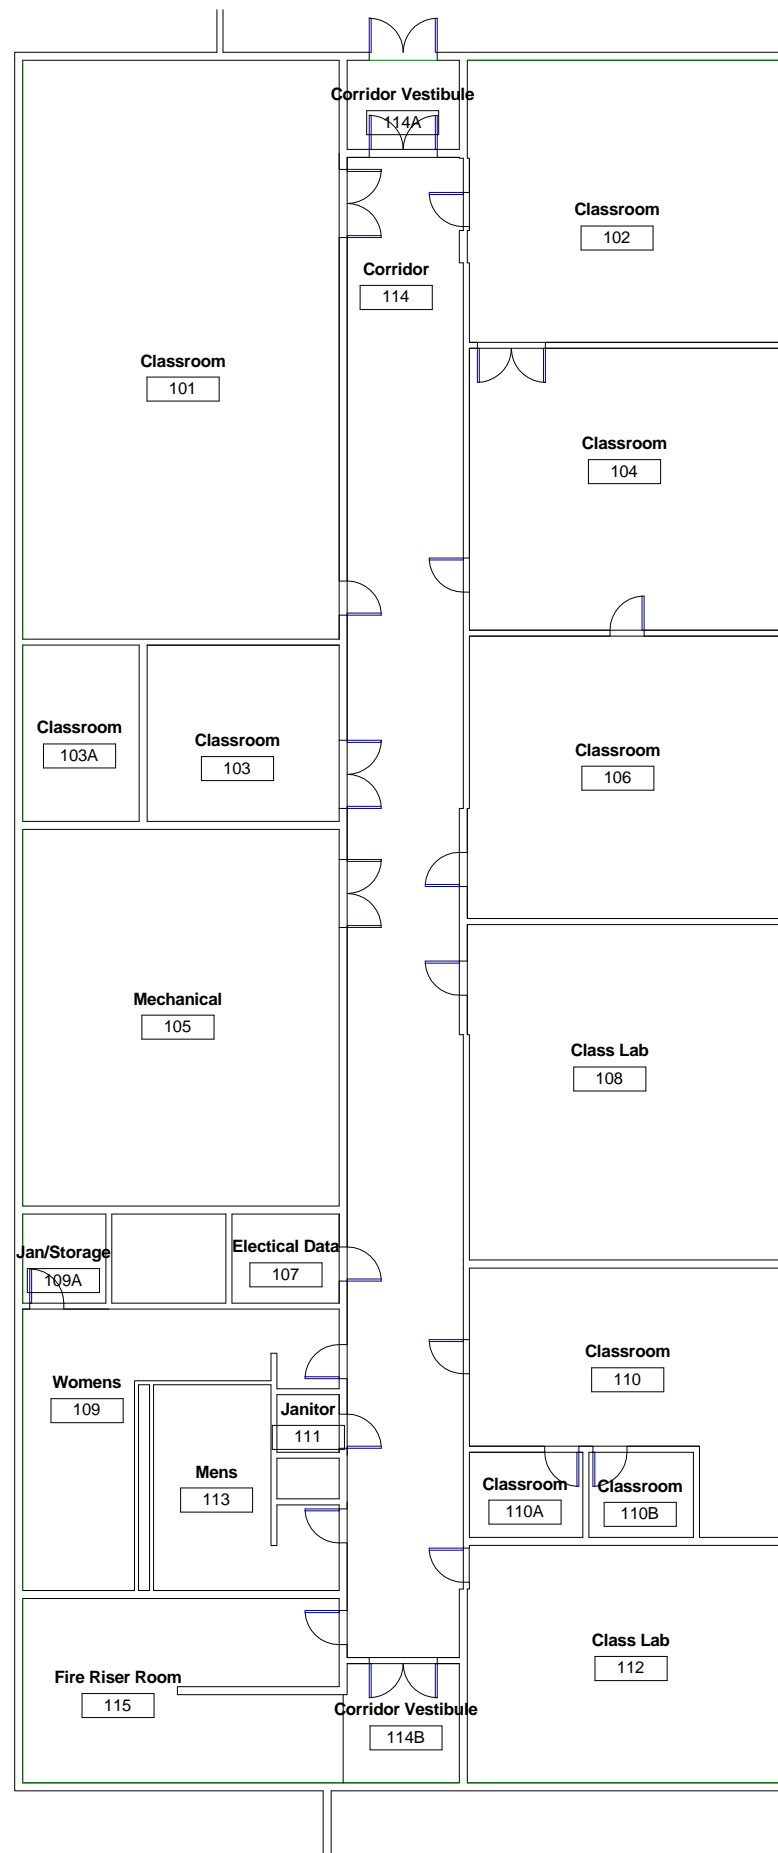 Corridor Vestibule
114A
Classroom
102
Corridor
114
Classroom
101
Classroom
104
Classroom
103A
Classroom
103
Classroom
106
Mechanical
105
Class Lab
108
Jan/Storage
109A
Electical Data
107
Classroom
110
Womens
109
Janitor
111
Mens
113
Classroom
110A
Classroom
110B
Class Lab
112
Fire Riser Room
115
Corridor Vestibule
114B